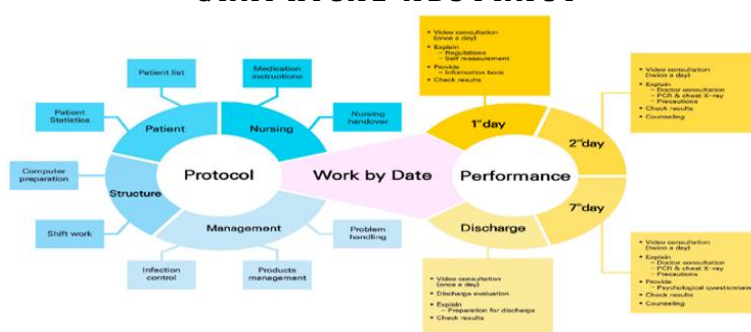 Patient list
Medication
instructions
Patient
Statistics
Nursing
handover
Patient
Nursing
Computer
preparation
Structure
Protocol
Shift work
Management
Problem
handling
Infection
control
Products
management
Work by Date
Performance
1st day
2nd day
7th day
Discharge
• Video consultation
(once a day)
• Explain
– Regulations
– Self measurement
• Provide
– Information book
• Check results
• Video consultation
(twice a day)
• Explain
– Doctor consultation
– PCR & chest X-ray
– Precautions
• Check results
• Counseling
• Video consultation
(twice a day)
• Explain
– Doctor consultation
– PCR & chest X-ray
– Precautions
• Provide
– Psychological questionnaire
• Check results
• Counseling
• Video consultation
(once a day)
• Discharge evaluation
• Explain
– Preparation for discharge
• Check results